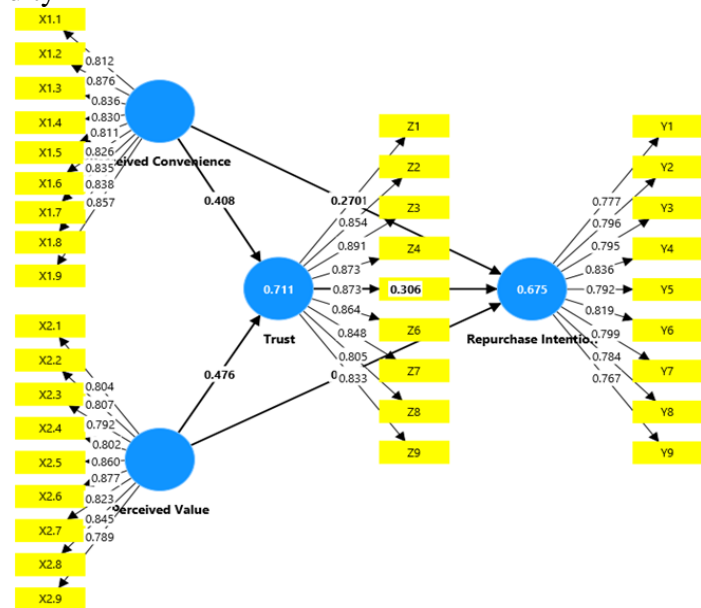 X1.1
X1.2
X1.3
X1.4
X1.5
X1.6
X1.7
X1.8
X1.9
0.812
0.876
0.836
0.830
0.811
0.826
0.835
0.838
0.857
eived Convenience
0.408
0.270
Z1
Z2
Z3
Z4
0.306
Z6
Z7
Z8
Z9
0.854
0.891
0.873
0.873
0.864
0.848
0.805
0.833
0.711
Trust
Y1
Y2
Y3
Y4
Y5
Y6
Y7
Y8
Y9
0.777
0.796
0.795
0.836
0.792
0.819
0.799
0.784
0.767
0.675
Repurchase Intentio..
X2.1
X2.2
X2.3
X2.4
X2.5
X2.6
X2.7
X2.8
X2.9
0.804
0.807
0.792
0.802
0.860
0.877
0.823
0.845
0.789
0.476
Perceived Value